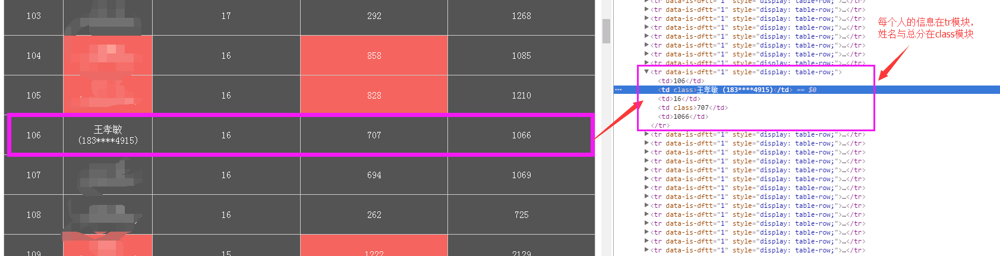 103 17 292 1268
104 16 858 1085
105 16 828 1210
106 王孝敏 (183****4915) 16 707 1066
107 16 694 1069
108 16 262 725
109 15 1222 2129
<tr data-is-dftt="1" style="display: table-row;">…</tr>
<tr data-is-dftt="1" style="display: table-row;">…</tr>
<tr data-is-dftt="1" style="display: table-row;">…</tr>
<tr data-is-dftt="1" style="display: table-row;">…</tr>
<tr data-is-dftt="1" style="display: table-row;">…</tr>
<tr data-is-dftt="1" style="display: table-row;">…</tr>
<tr data-is-dftt="1" style="display: table-row;">…</tr>
<tr data-is-dftt="1" style="display: table-row;">…</tr>
<tr data-is-dftt="1" style="display: table-row;">
<td>106</td>
<td class>王孝敏 (183****4915)</td> == $0
<td>16</td>
<td class>707</td>
<td>1066</td>
</tr>
<tr data-is-dftt="1" style="display: table-row;">…</tr>
<tr data-is-dftt="1" style="display: table-row;">…</tr>
<tr data-is-dftt="1" style="display: table-row;">…</tr>
<tr data-is-dftt="1" style="display: table-row;">…</tr>
<tr data-is-dftt="1" style="display: table-row;">…</tr>
<tr data-is-dftt="1" style="display: table-row;">…</tr>
<tr data-is-dftt="1" style="display: table-row;">…</tr>
<tr data-is-dftt="1" style="display: table-row;">…</tr>
<tr data-is-dftt="1" style="display: table-row;">…</tr>
<tr data-is-dftt="1" style="display: table-row;">…</tr>
<tr data-is-dftt="1" style="display: table-row;">…</tr>
<tr data-is-dftt="1" style="display: table-row;">…</tr>
<tr data-is-dftt="1" style="display: table-row;">…</tr>
<tr data-is-dftt="1" style="display: table-row;">…</tr>
每个人的信息在tr模块，
姓名与总分在class模块